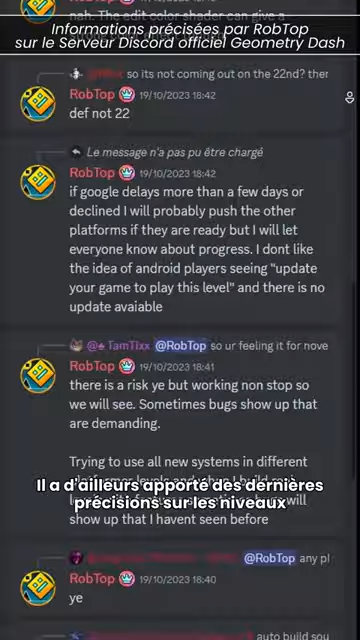 nah. The edit color shader can give a
Informations précisées par RobTop
sur le Serveur Discord officiel Geometry Dash
so its not coming out on the 22nd? ther
RobTop 19/10/2023 18:42
def not 22
Le message n'a pas pu être chargé
RobTop 19/10/2023 18:42
if google delays more than a few days or
declined I will probably push the other
platforms if they are ready but I will let
everyone know about progress. I dont like
the idea of android players seeing "update
your game to play this level" and there is no
update avaiable
@♠ TamTIxx @RobTop so ur feeling it for nove
RobTop 19/10/2023 18:41
there is a risk ye but working non stop so
we will see. Sometimes bugs show up that
are demanding.
Trying to use all new systems in different
Il a d'ailleurs apporté des dernières
précisions sur les niveaux
will
show up that I havent seen before
@RobTop any pl
RobTop 19/10/2023 18:40
ye
auto build sou